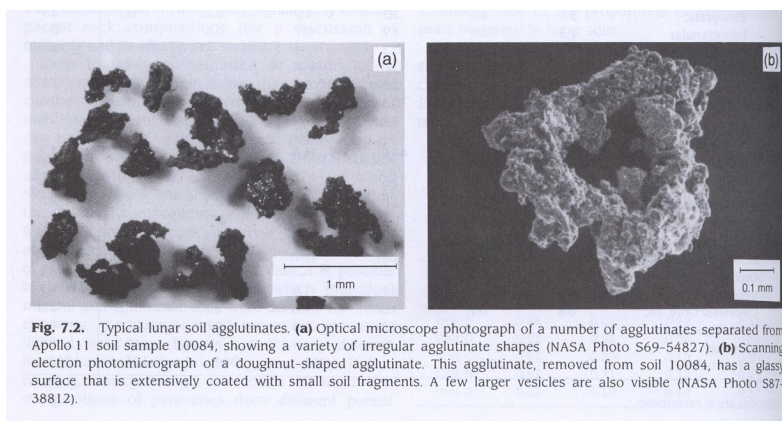 (a)
(b)
1 mm
0.1 mm
Fig. 7.2. Typical lunar soil agglutinates. (a) Optical microscope photograph of a number of agglutinates separated from
Apollo 11 soil sample 10084, showing a variety of irregular agglutinate shapes (NASA Photo S69-54827). (b) Scanning
electron photomicrograph of a doughnut-shaped agglutinate. This agglutinate, removed from soil 10084, has a glassy
surface that is extensively coated with small soil fragments. A few larger vesicles are also visible (NASA Photo S87-
38812).